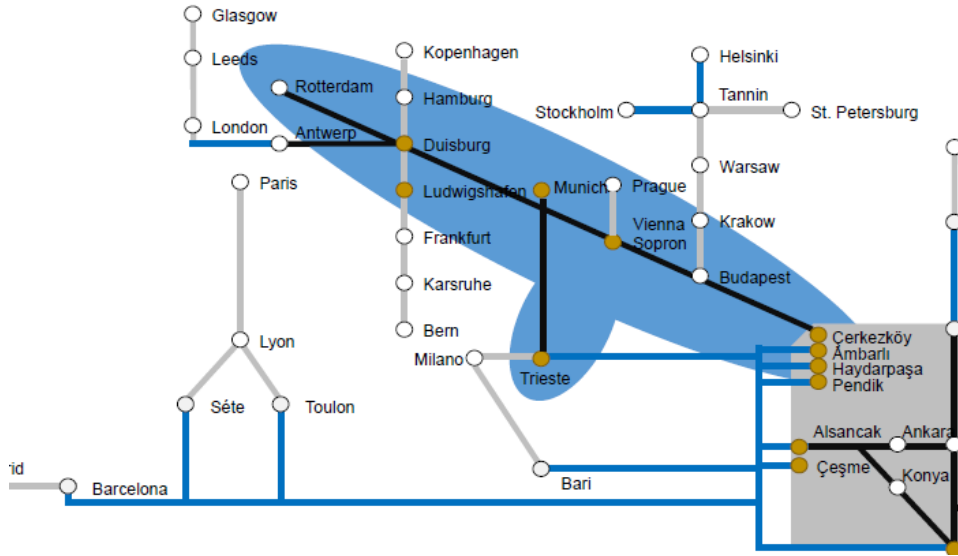 Glasgow
Leeds
London
Rotterdam
Antwerp
Kopenhagen
Hamburg
Duisburg
Ludwigshafen
Frankfurt
Karsruhe
Bern
Munich
Prague
Vienna
Sopron
Helsinki
Tannin
Stockholm
St. Petersburg
Warsaw
Krakow
Budapest
Paris
Lyon
Séte
Toulon
Milano
Trieste
Bari
rid
Barcelona
Çerkezköy
Ambarlı
Haydarpaşa
Pendik
Alsancak
Ankara
Çeşme
Konya